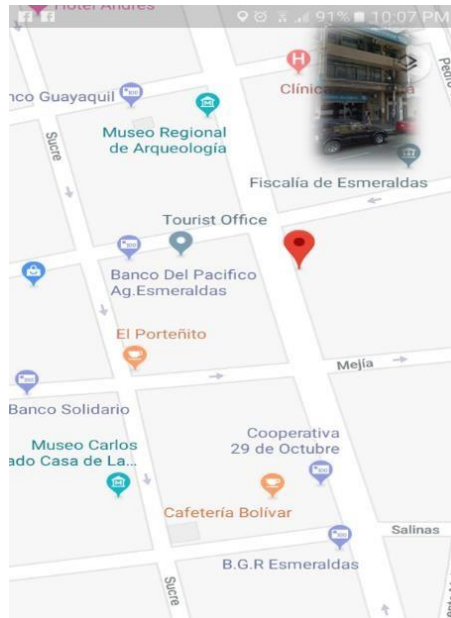 Hotel Andres
91% 10:07 PM
nco Guayaquil
Clínic
Pedro
Sucre
Museo Regional
de Arqueología
Fiscalía de Esmeraldas
Tourist Office
Banco Del Pacifico
Ag.Esmeraldas
El Porteñito
Mejía
Banco Solidario
Cooperativa
29 de Octubre
Museo Carlos
ado Casa de La...
Cafetería Bolívar
Salinas
B.G.R Esmeraldas
Sucre